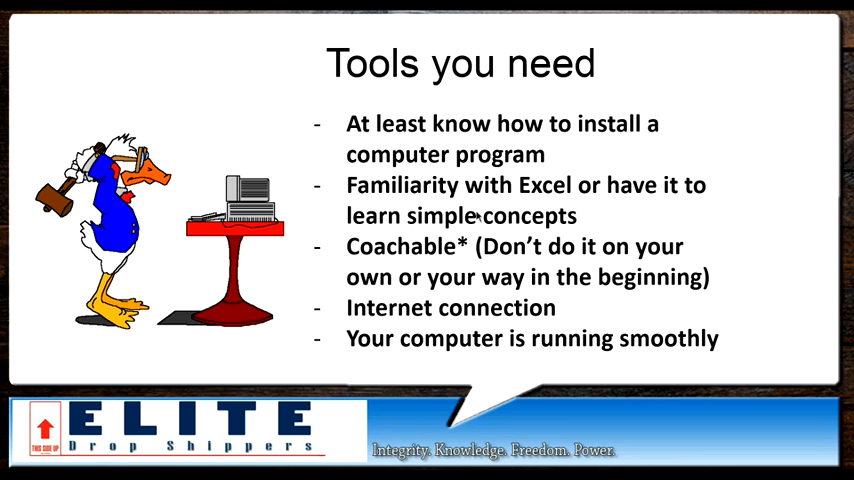 Tools you need
- At least know how to install a
computer program
- Familiarity with Excel or have it to
learn simple concepts
- Coachable* (Don't do it on your
own or your way in the beginning)
- Internet connection
- Your computer is running smoothly
THIS SIDE UP
ELITE
Drop Shippers
Integrity. Knowledge. Freedom. Power.